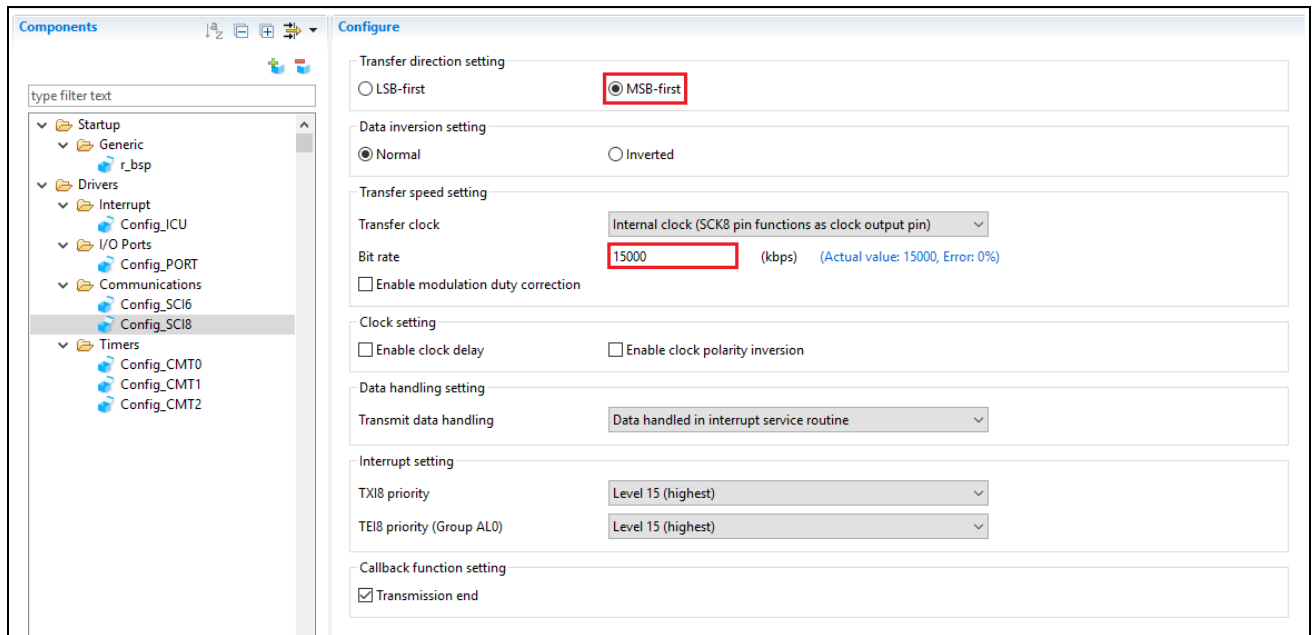 Components
type filter text
Startup
Generic
r_bsp
Drivers
Interrupt
Config_ICU
I/O Ports
Config_PORT
Communications
Config_SCI6
Config_SCI8
Timers
Config_CMT0
Config_CMT1
Config_CMT2
Configure
Transfer direction setting
LSB-first MSB-first
Data inversion setting
Normal Inverted
Transfer speed setting
Transfer clock Internal clock (SCK8 pin functions as clock output pin)
Bit rate 15000 (kbps) (Actual value: 15000, Error: 0%)
Enable modulation duty correction
Clock setting
Enable clock delay Enable clock polarity inversion
Data handling setting
Transmit data handling Data handled in interrupt service routine
Interrupt setting
TXI8 priority Level 15 (highest)
TEI8 priority (Group AL0) Level 15 (highest)
Callback function setting
Transmission end